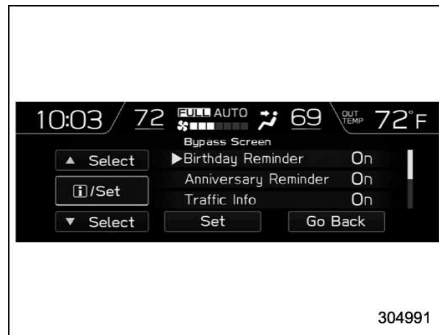 10:03 72 FULL AUTO 69 OUT TEMP 72°F
Bypass Screen
▲ Select ▶Birthday Reminder On
i/Set Anniversary Reminder On
Traffic Info On
▼ Select Set Go Back
304991